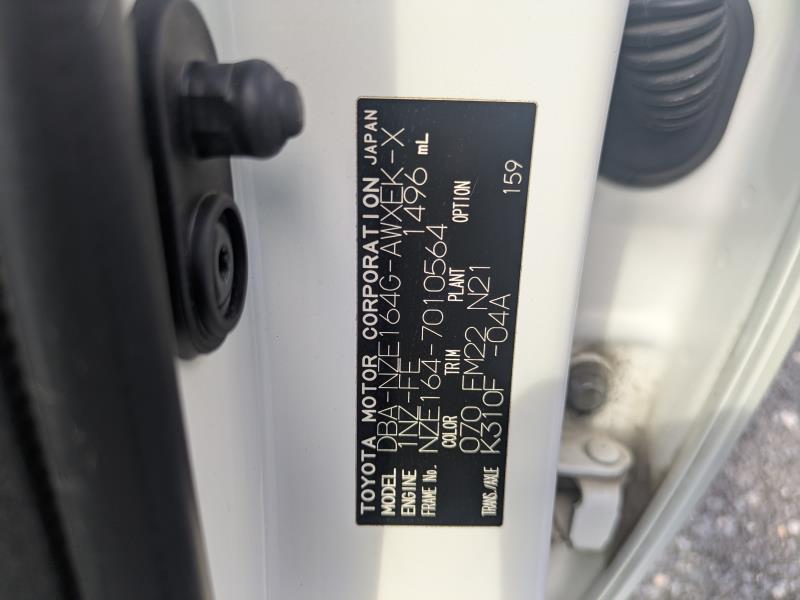 TOYOTA MOTOR CORPORATION JAPAN
MODEL DBA-NZE164G-AWXEK-X
ENGINE 1NZ-FE 1496 mL
FRAME No. NZE164-7010564
COLOR TRIM PLANT OPTION
070 FM22 N21
TRANS./AXLE K310F -04A 159